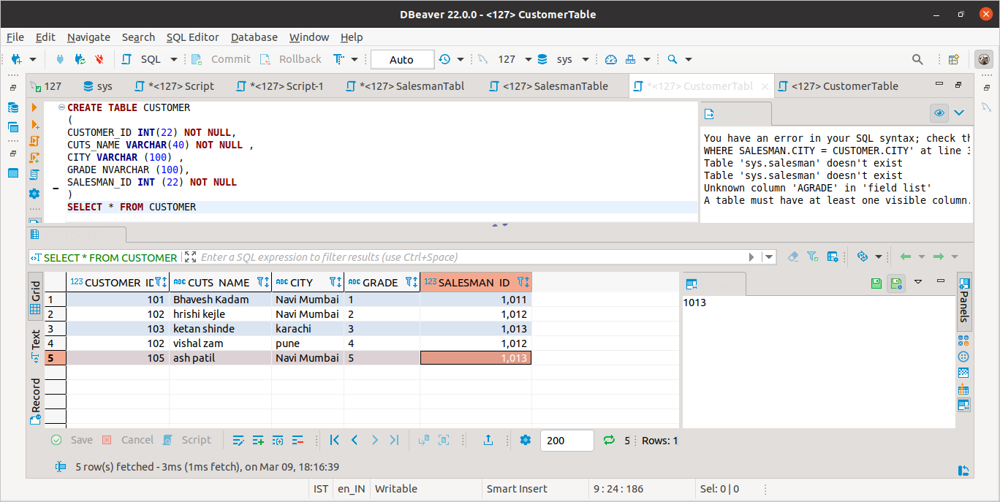 DBeaver 22.0.0 - <127> CustomerTable
File Edit Navigate Search SQL Editor Database Window Help
SQL Commit Rollback Auto 127 sys
127 sys *<127> Script *<127> Script-1 *<127> SalesmanTabl <127> SalesmanTable *<127> CustomerTabl <127> CustomerTable
CREATE TABLE CUSTOMER
(
CUSTOMER_ID INT(22) NOT NULL,
CUTS_NAME VARCHAR(40) NOT NULL ,
CITY VARCHAR (100) ,
GRADE NVARCHAR (100),
SALESMAN_ID INT (22) NOT NULL
)
SELECT * FROM CUSTOMER
You have an error in your SQL syntax; check th
WHERE SALESMAN.CITY = CUSTOMER.CITY' at line 3
Table 'sys.salesman' doesn't exist
Table 'sys.salesman' doesn't exist
Unknown column 'AGRADE' in 'field list'
A table must have at least one visible column.
SELECT * FROM CUSTOMER Enter a SQL expression to filter results (use Ctrl+Space)
Grid
Text
Record
123 CUSTOMER_ID ABC CUTS_NAME ABC CITY ABC GRADE 123 SALESMAN_ID
1 101 Bhavesh Kadam Navi Mumbai 1 1,011
2 102 hrishi kejle Navi Mumbai 2 1,012
3 103 ketan shinde karachi 3 1,013
4 102 vishal zam pune 4 1,012
5 105 ash patil Navi Mumbai 5 1,013
1013
Panels
Save Cancel Script 200 5 Rows: 1
5 row(s) fetched - 3ms (1ms fetch), on Mar 09, 18:16:39
IST en_IN Writable Smart Insert 9 : 24 : 186 Sel: 0 | 0